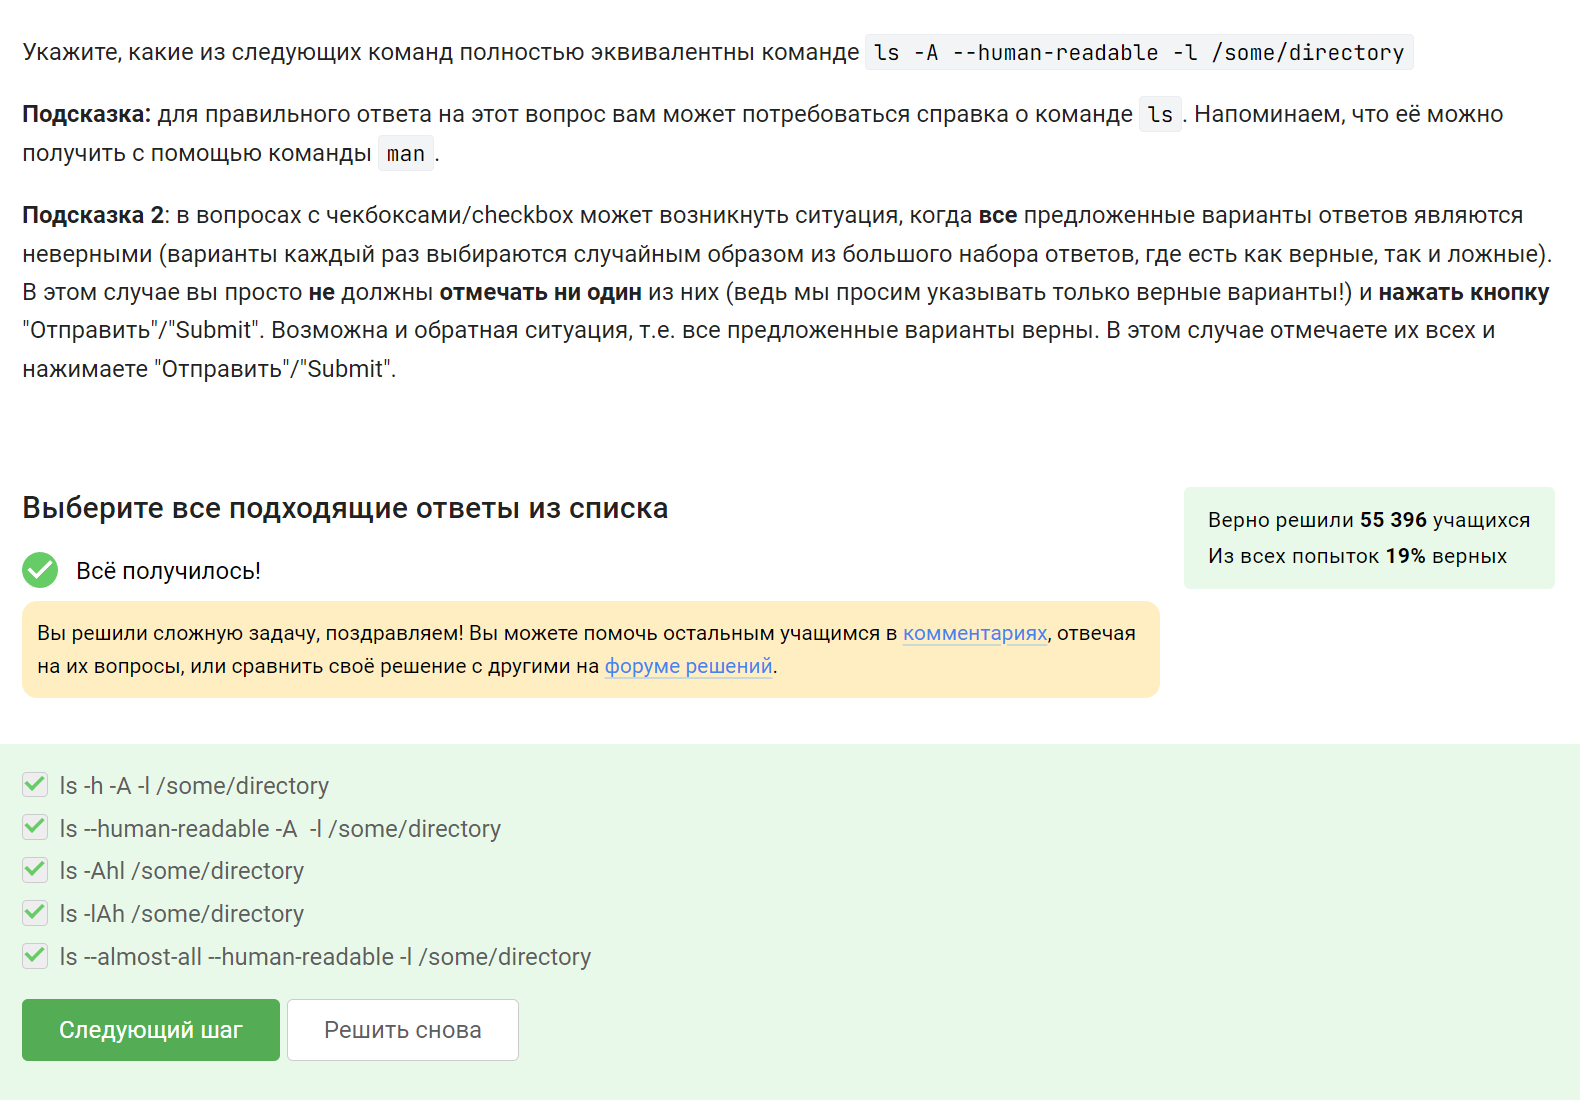 Укажите, какие из следующих команд полностью эквивалентны команде ls -A --human-readable -l /some/directory
Подсказка: для правильного ответа на этот вопрос вам может потребоваться справка о команде ls. Напоминаем, что её можно
получить с помощью команды man.
Подсказка 2: в вопросах с чекбоксами/checkbox может возникнуть ситуация, когда все предложенные варианты ответов являются
неверными (варианты каждый раз выбираются случайным образом из большого набора ответов, где есть как верные, так и ложные).
В этом случае вы просто не должны отмечать ни один из них (ведь мы просим указывать только верные варианты!) и нажать кнопку
"Отправить"/"Submit". Возможна и обратная ситуация, т.е. все предложенные варианты верны. В этом случае отмечаете их всех и
нажимаете "Отправить"/"Submit".
Выберите все подходящие ответы из списка
Верно решили 55 396 учащихся
Из всех попыток 19% верных
Всё получилось!
Вы решили сложную задачу, поздравляем! Вы можете помочь остальным учащимся в комментариях, отвечая
на их вопросы, или сравнить своё решение с другими на форуме решений.
ls -h -A -l /some/directory
ls --human-readable -A  -l /some/directory
ls -Ahl /some/directory
ls -lAh /some/directory
ls --almost-all --human-readable -l /some/directory
Следующий шаг
Решить снова